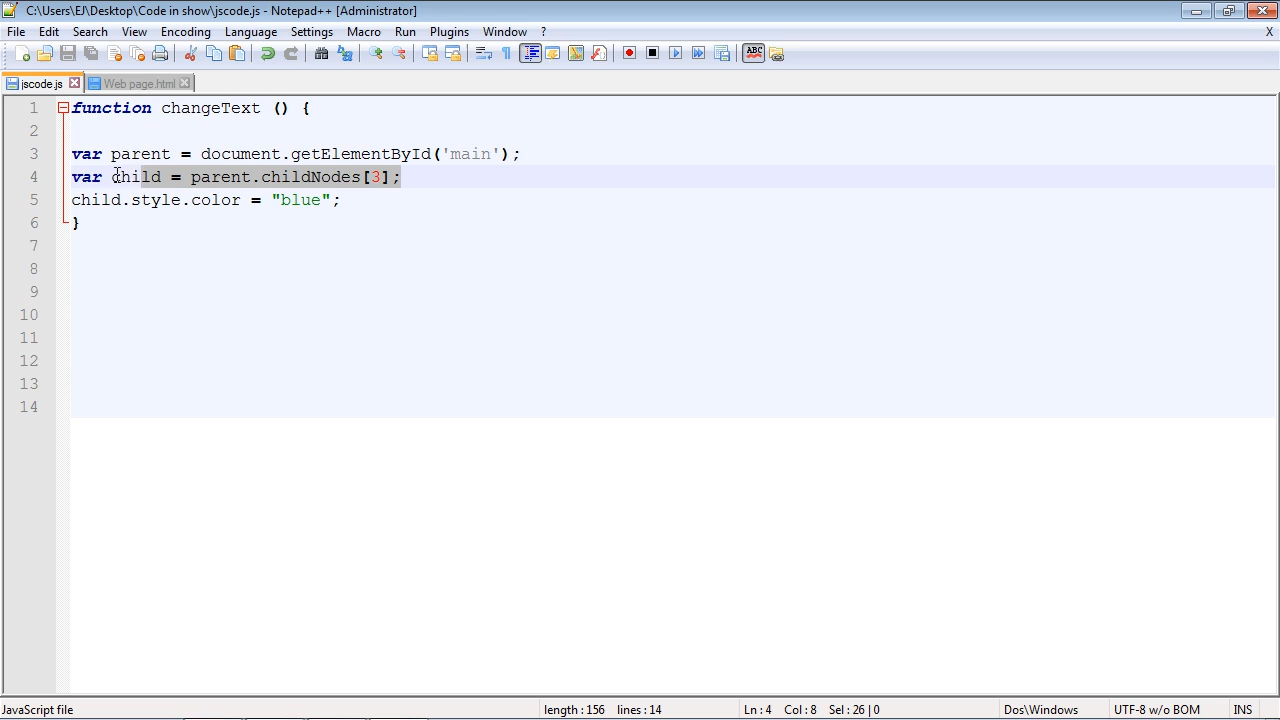 C:\Users\EJ\Desktop\Code in show\jscode.js - Notepad++ [Administrator]
File Edit Search View Encoding Language Settings Macro Run Plugins Window ? X
ABC
jscode.js Web page.html
1 function changeText () {
2
3 var parent = document.getElementById('main');
4 var child = parent.childNodes[3];
5 child.style.color = "blue";
6 }
7
8
9
10
11
12
13
14
JavaScript file length : 156 lines : 14 Ln : 4 Col : 8 Sel : 26 | 0 Dos\Windows UTF-8 w/o BOM INS